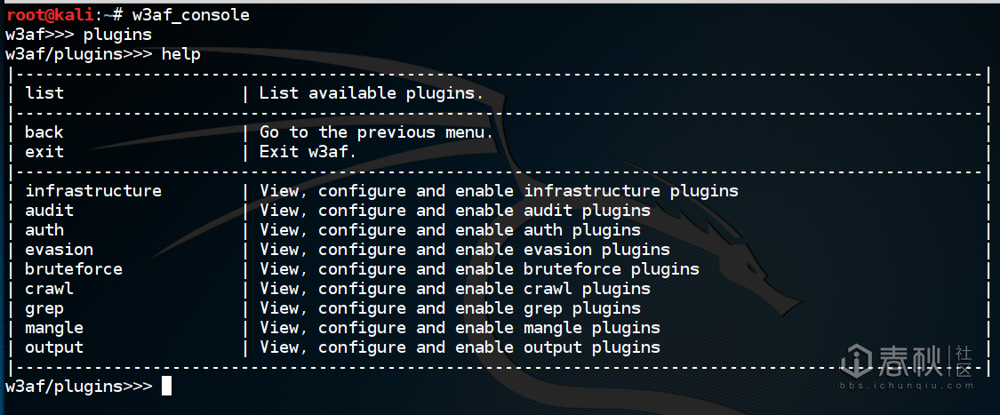 root@kali:~# w3af_console
w3af>>> plugins
w3af/plugins>>> help
|---------------------------------------------------------------------------------------------------|
| list                  | List available plugins.                                                   |
|---------------------------------------------------------------------------------------------------|
| back                  | Go to the previous menu.                                                  |
| exit                  | Exit w3af.                                                                |
|---------------------------------------------------------------------------------------------------|
| infrastructure        | View, configure and enable infrastructure plugins                         |
| audit                 | View, configure and enable audit plugins                                  |
| auth                  | View, configure and enable auth plugins                                   |
| evasion               | View, configure and enable evasion plugins                                |
| bruteforce            | View, configure and enable bruteforce plugins                             |
| crawl                 | View, configure and enable crawl plugins                                  |
| grep                  | View, configure and enable grep plugins                                   |
| mangle                | View, configure and enable mangle plugins                                 |
| output                | View, configure and enable output plugins                                 |
|---------------------------------------------------------------------------------------------------|
w3af/plugins>>>
春秋 社区
bbs.ichunqiu.com